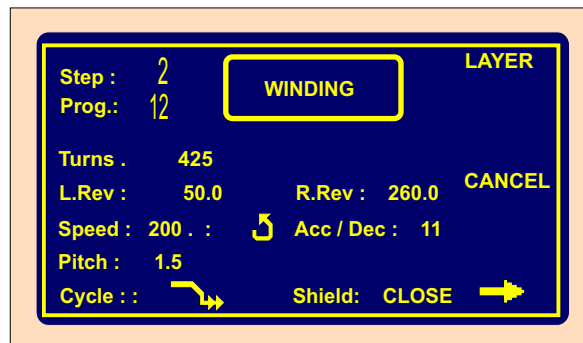 Step : 2
WINDING
LAYER
Prog.: 12
Turns . 425
L.Rev : 50.0 R.Rev : 260.0
CANCEL
Speed : 200 . : Acc / Dec : 11
Pitch : 1.5
Cycle : : Shield: CLOSE